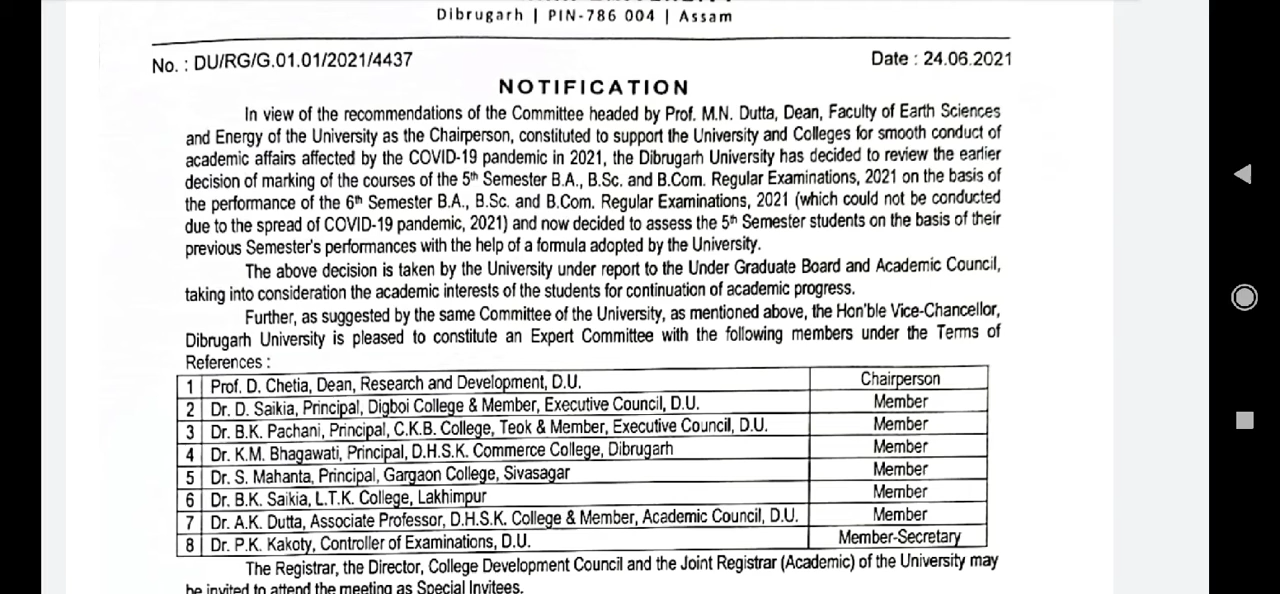 Dibrugarh | PIN-786 004 | Assam
No. : DU/RG/G.01.01/2021/4437 Date : 24.06.2021
NOTIFICATION
In view of the recommendations of the Committee headed by Prof. M.N. Dutta, Dean, Faculty of Earth Sciences
and Energy of the University as the Chairperson, constituted to support the University and Colleges for smooth conduct of
academic affairs affected by the COVID-19 pandemic in 2021, the Dibrugarh University has decided to review the earlier
decision of marking of the courses of the 5th Semester B.A., B.Sc. and B.Com. Regular Examinations, 2021 on the basis of
the performance of the 6th Semester B.A., B.Sc. and B.Com. Regular Examinations, 2021 (which could not be conducted
due to the spread of COVID-19 pandemic, 2021) and now decided to assess the 5th Semester students on the basis of their
previous Semester's performances with the help of a formula adopted by the University.
The above decision is taken by the University under report to the Under Graduate Board and Academic Council,
taking into consideration the academic interests of the students for continuation of academic progress.
Further, as suggested by the same Committee of the University, as mentioned above, the Hon'ble Vice-Chancellor,
Dibrugarh University is pleased to constitute an Expert Committee with the following members under the Terms of
References :
1 Prof. D. Chetia, Dean, Research and Development, D.U. Chairperson
2 Dr. D. Saikia, Principal, Digboi College & Member, Executive Council, D.U. Member
3 Dr. B.K. Pachani, Principal, C.K.B. College, Teok & Member, Executive Council, D.U. Member
4 Dr. K.M. Bhagawati, Principal, D.H.S.K. Commerce College, Dibrugarh Member
5 Dr. S. Mahanta, Principal, Gargaon College, Sivasagar Member
6 Dr. B.K. Saikia, L.T.K. College, Lakhimpur Member
7 Dr. A.K. Dutta, Associate Professor, D.H.S.K. College & Member, Academic Council, D.U. Member
8 Dr. P.K. Kakoty, Controller of Examinations, D.U. Member-Secretary
The Registrar, the Director, College Development Council and the Joint Registrar (Academic) of the University may
be invited to attend the meeting as Special Invitees.